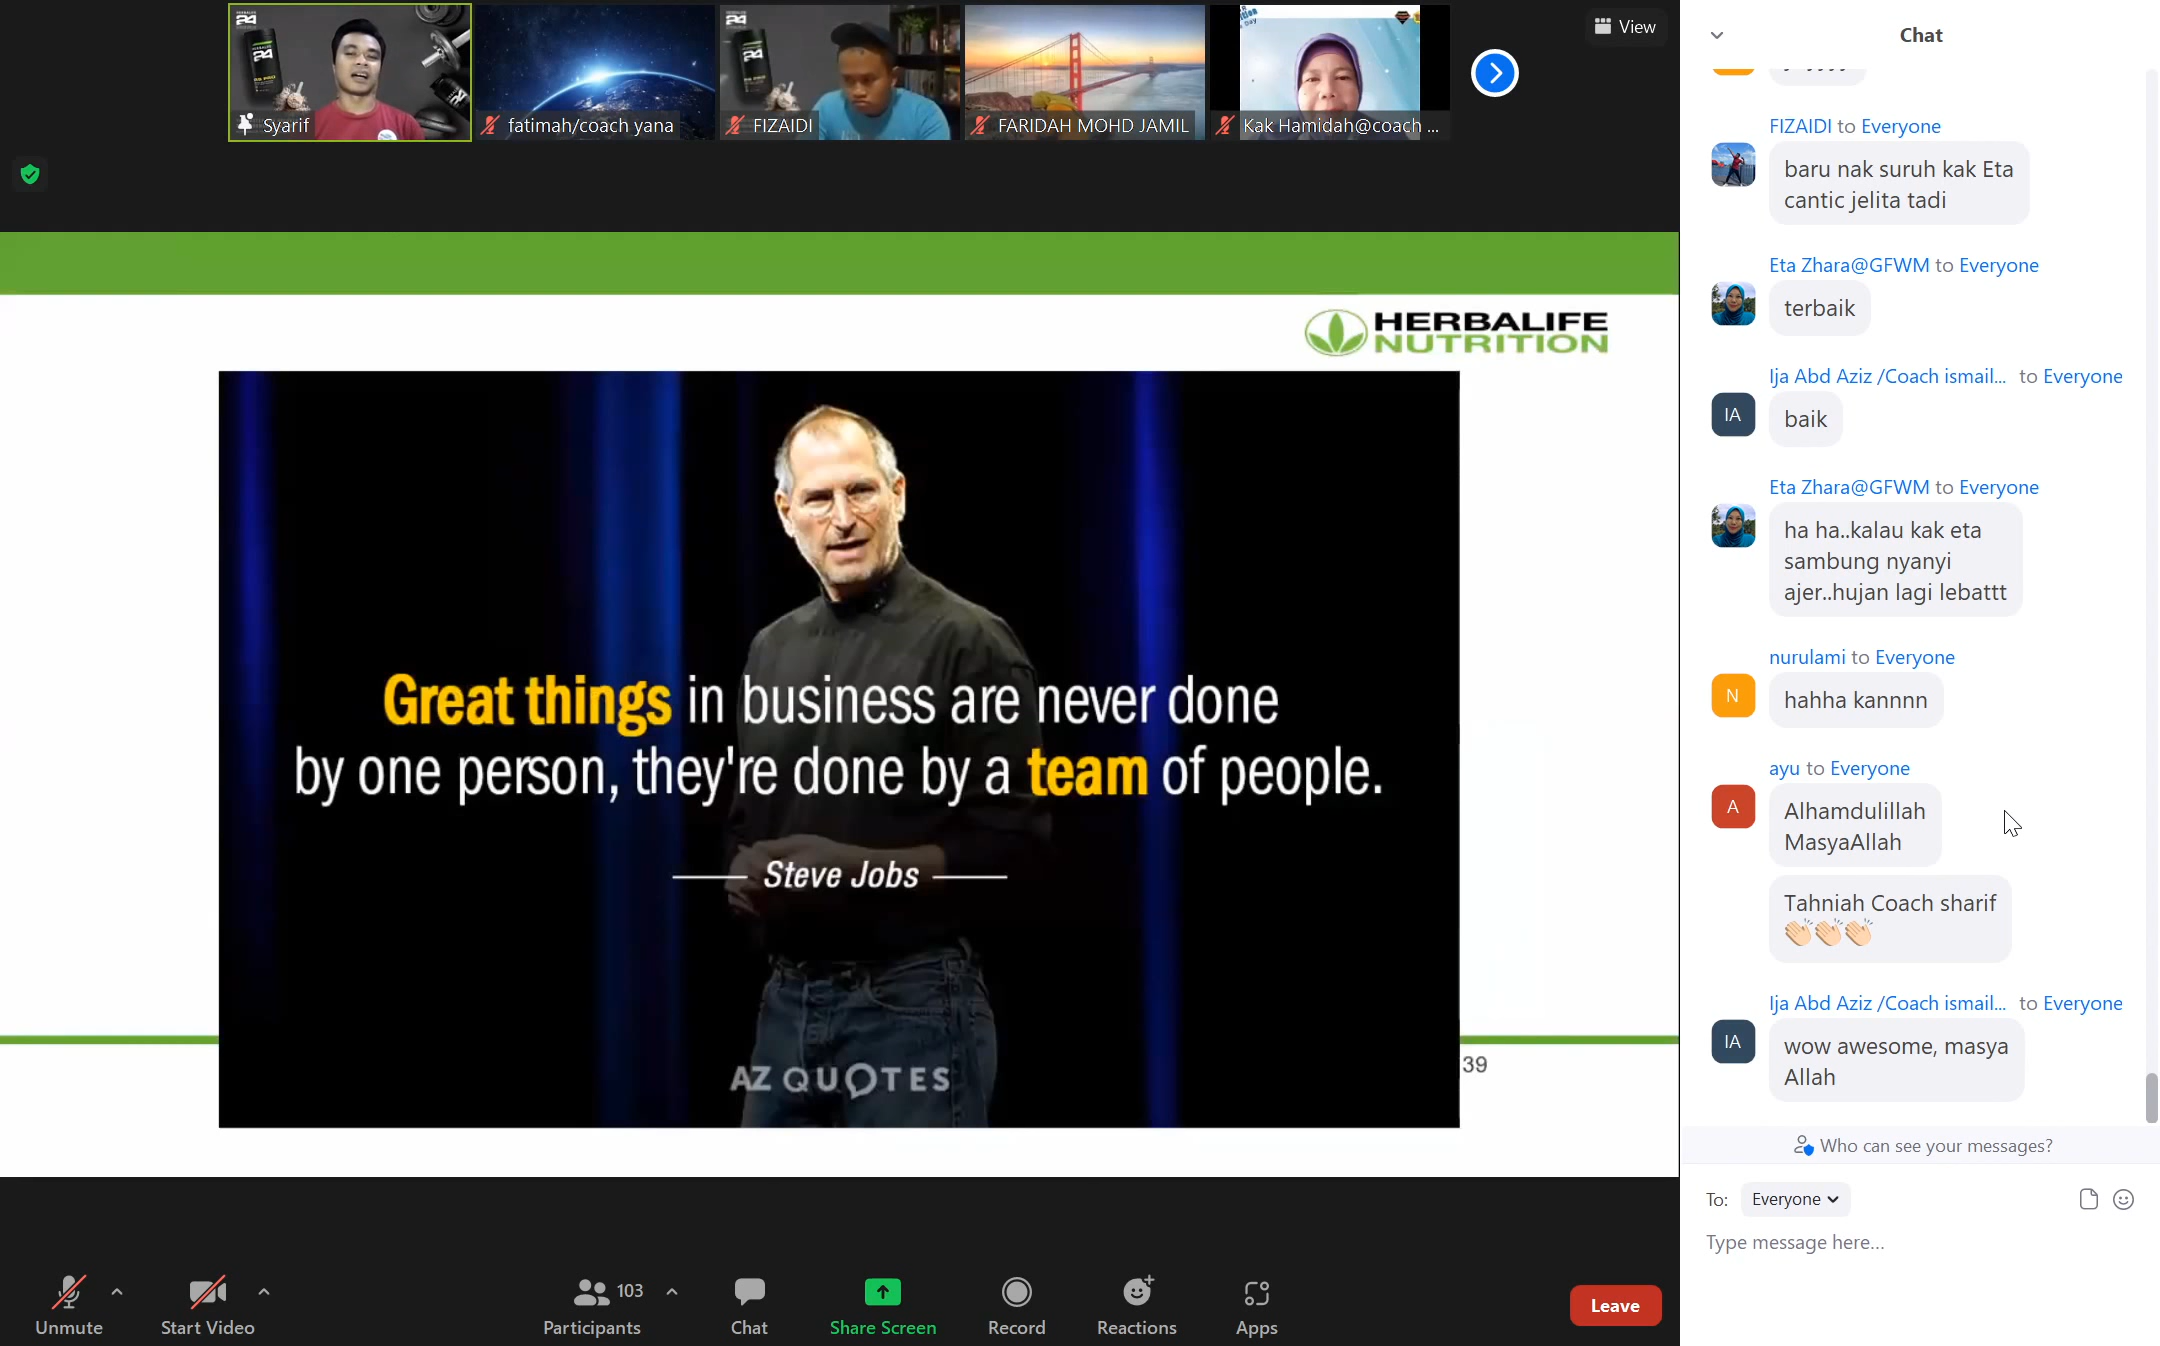 HERBALIFE
24
Syarif
fatimah/coach yana
HERBALIFE
24
FIZAIDI
FARIDAH MOHD JAMIL
Kak Hamidah@coach ...
View
HERBALIFE
NUTRITION
Great things in business are never done
by one person, they're done by a team of people.
Steve Jobs
AZ QUOTES
39
Chat
FIZAIDI to Everyone
baru nak suruh kak Eta
cantic jelita tadi
Eta Zhara@GFWM to Everyone
terbaik
Ija Abd Aziz /Coach ismail... to Everyone
IA
baik
Eta Zhara@GFWM to Everyone
ha ha..kalau kak eta
sambung nyanyi
ajer..hujan lagi lebattt
nurulami to Everyone
N
hahha kannnn
ayu to Everyone
A
Alhamdulillah
MasyaAllah
Tahniah Coach sharif
👏🏻👏🏻👏🏻
Ija Abd Aziz /Coach ismail... to Everyone
IA
wow awesome, masya
Allah
Who can see your messages?
To: Everyone
Type message here...
Unmute
Start Video
103
Participants
Chat
Share Screen
Record
Reactions
Apps
Leave